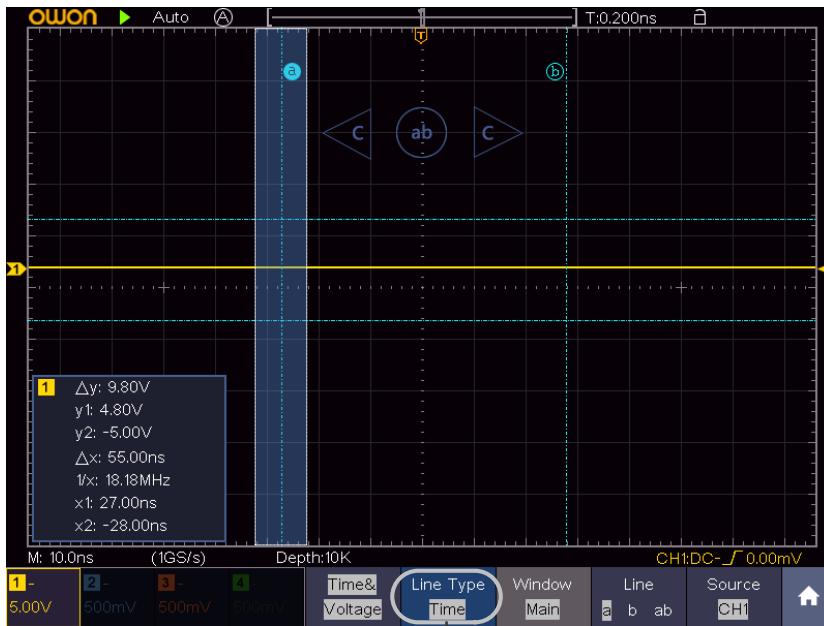 OWON Auto A T:0.200ns
T
a b
C ab C
1
1 △y: 9.80V
y1: 4.80V
y2: -5.00V
△x: 55.00ns
1/x: 18.18MHz
x1: 27.00ns
x2: -28.00ns
M: 10.0ns (1GS/s) Depth:10K CH1:DC- 0.00mV
1 - 2 - 3 - 4 - Time& Line Type Window Line Source
5.00V 500mV 500mV 500mV Voltage Time Main a b ab CH1